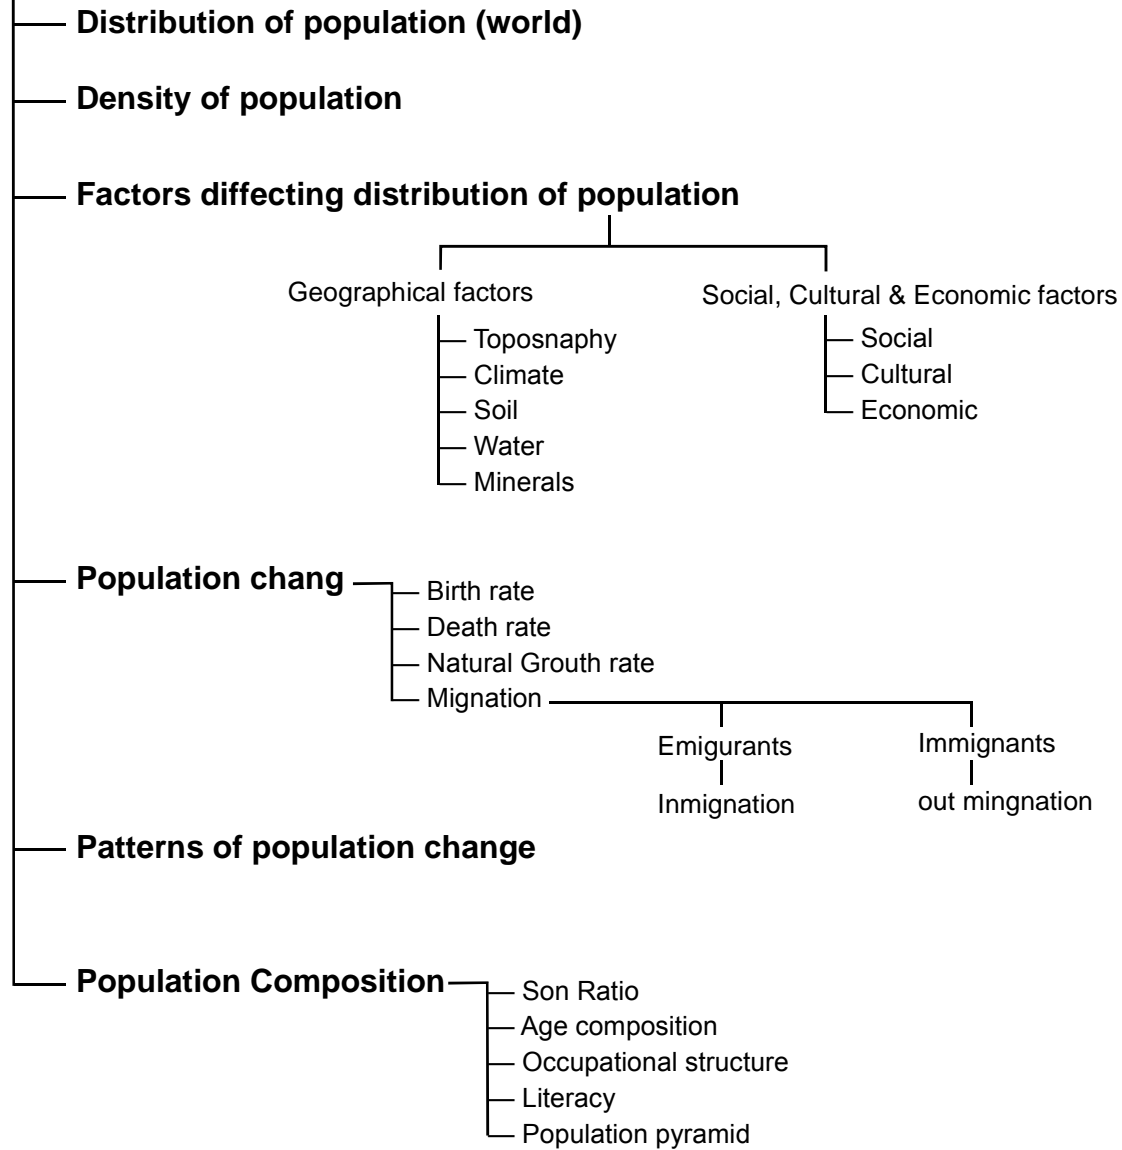 Distribution of population (world)
Density of population
Factors diffecting distribution of population
Geographical factors
Toposnaphy
Climate
Soil
Water
Minerals
Social, Cultural & Economic factors
Social
Cultural
Economic
Population chang
Birth rate
Death rate
Natural Grouth rate
Mignation
Emigurants
Inmignation
Immignants
out mingnation
Patterns of population change
Population Composition
Son Ratio
Age composition
Occupational structure
Literacy
Population pyramid